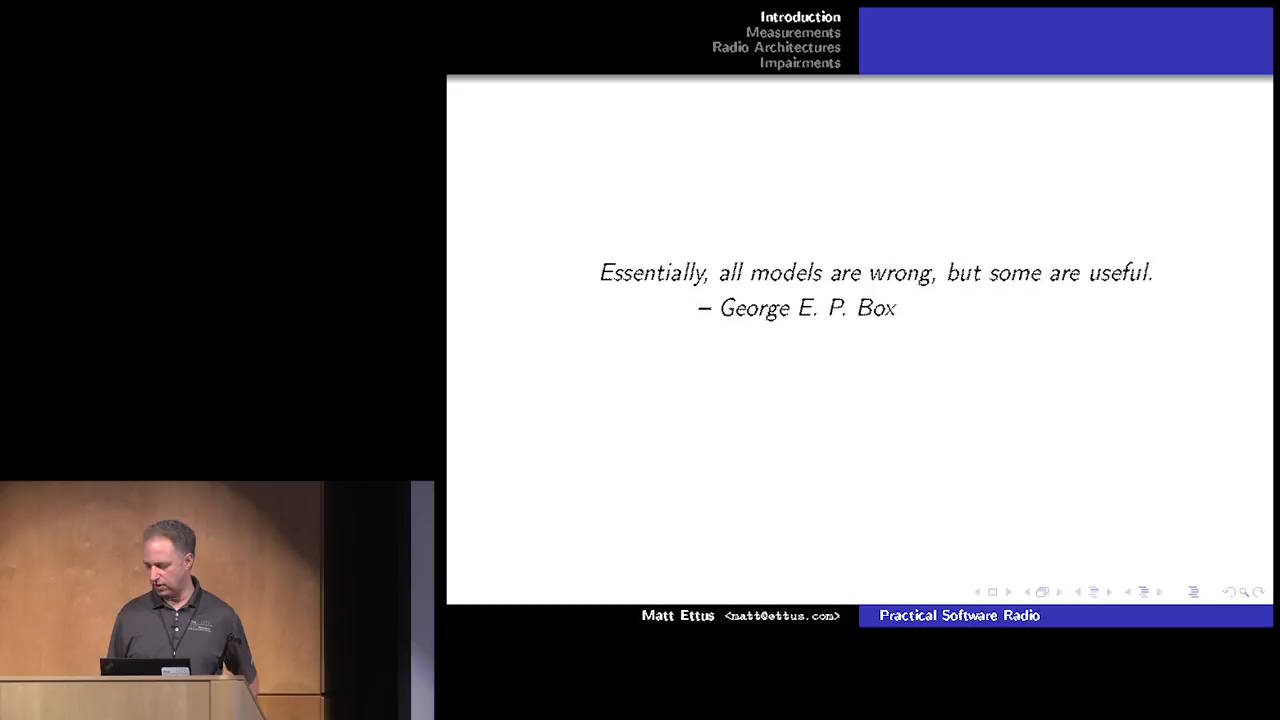 Introduction
Measurements
Radio Architectures
Impairments
Essentially, all models are wrong, but some are useful.
– George E. P. Box
Matt Ettus <matt@ettus.com>
Practical Software Radio